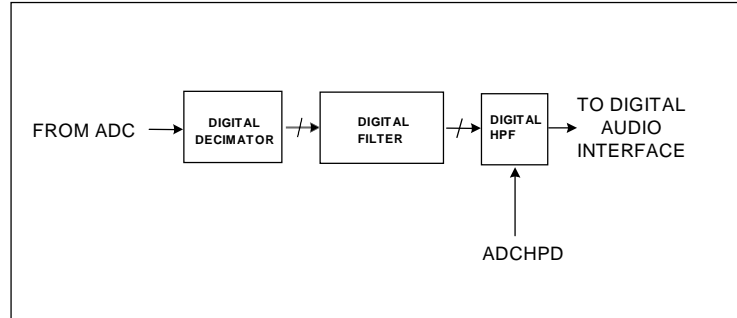 FROM ADC
DIGITAL
DECIMATOR
DIGITAL
FILTER
DIGITAL
HPF
TO DIGITAL
AUDIO
INTERFACE
ADCHPD